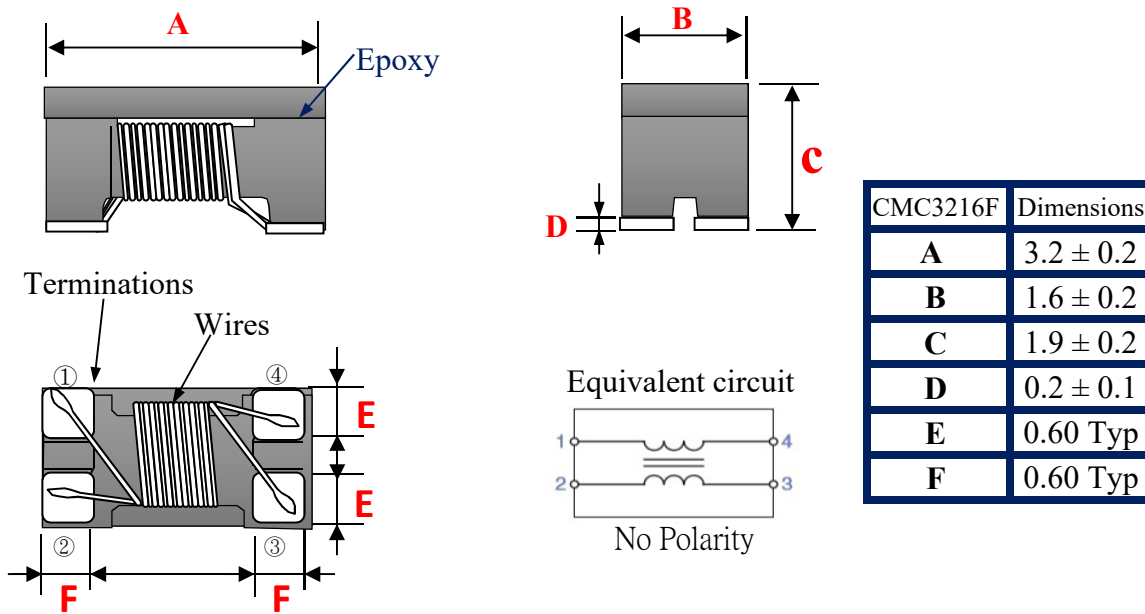 A
Epoxy
B
c
D
Terminations
Wires
①
④
E
E
②
③
F
F
Equivalent circuit
1
4
2
3
No Polarity
CMC3216F Dimensions
A 3.2 ± 0.2
B 1.6 ± 0.2
C 1.9 ± 0.2
D 0.2 ± 0.1
E 0.60 Typ
F 0.60 Typ